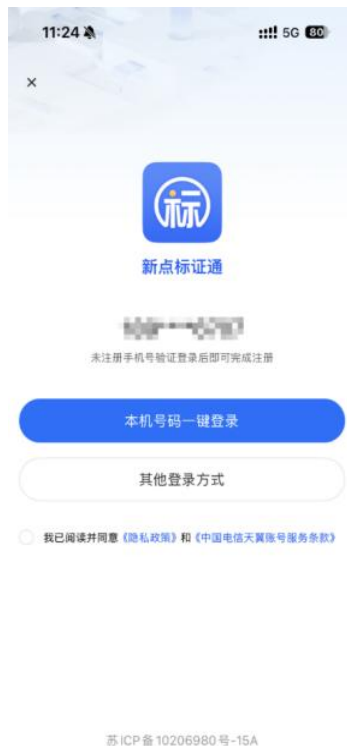 11:24
5G 80
×
标
新点标证通
未注册手机号验证登录后即可完成注册
本机号码一键登录
其他登录方式
我已阅读并同意《隐私政策》和《中国电信天翼账号服务条款》
苏ICP备10206980号-15A